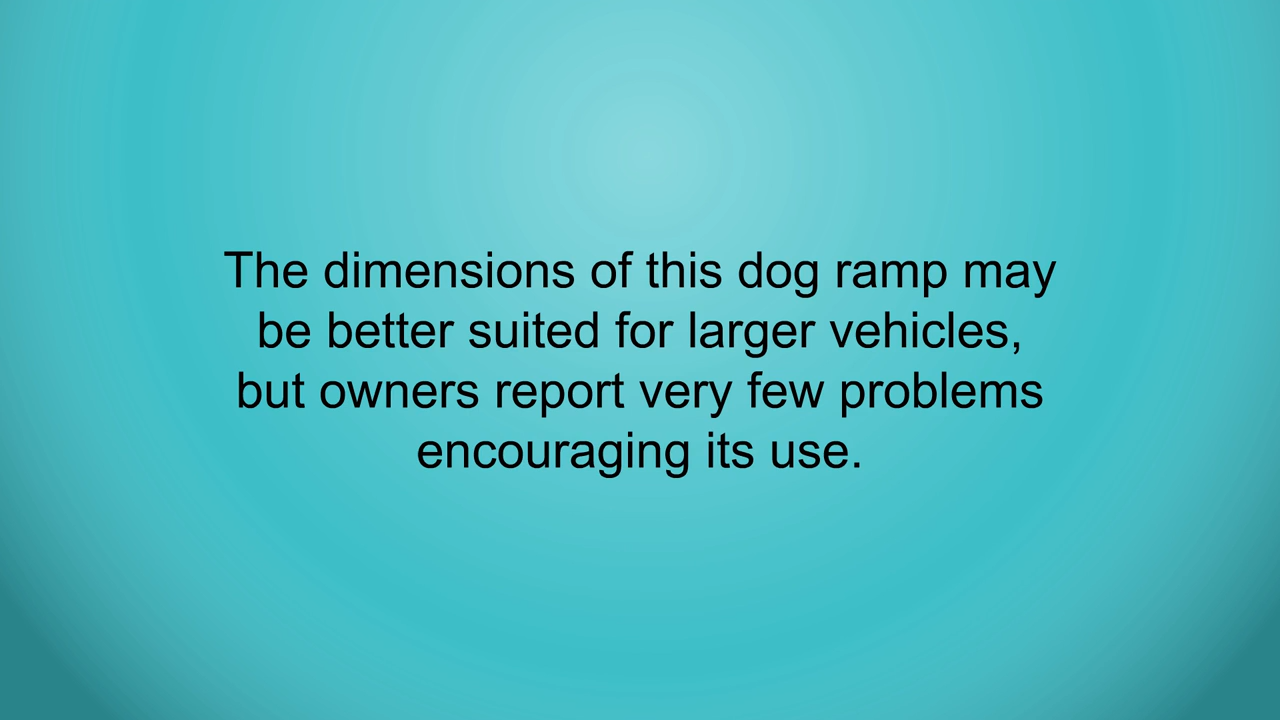 The dimensions of this dog ramp may
be better suited for larger vehicles,
but owners report very few problems
encouraging its use.